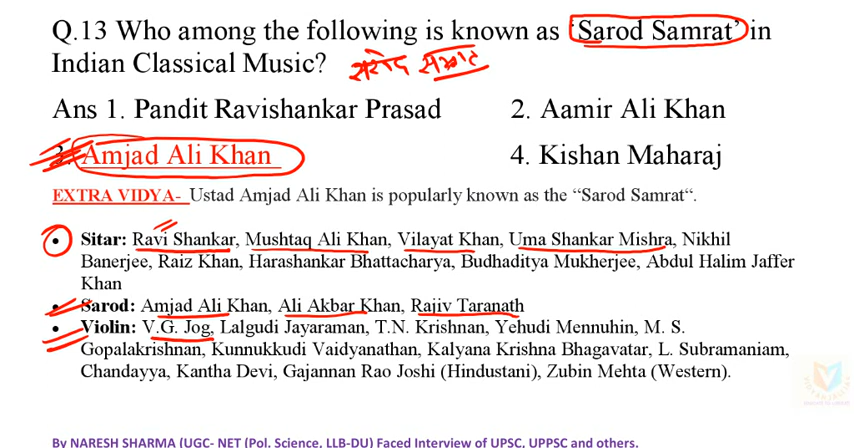 Q.13 Who among the following is known as ‘Sarod Samrat’ in
Indian Classical Music? सरोद सम्राट
Ans 1. Pandit Ravishankar Prasad 2. Aamir Ali Khan
3. Amjad Ali Khan 4. Kishan Maharaj
EXTRA VIDYA- Ustad Amjad Ali Khan is popularly known as the “Sarod Samrat“.
• Sitar: Ravi Shankar, Mushtaq Ali Khan, Vilayat Khan, Uma Shankar Mishra, Nikhil
Banerjee, Raiz Khan, Harashankar Bhattacharya, Budhaditya Mukherjee, Abdul Halim Jaffer
Khan
• Sarod: Amjad Ali Khan, Ali Akbar Khan, Rajiv Taranath
• Violin: V.G. Jog, Lalgudi Jayaraman, T.N. Krishnan, Yehudi Mennuhin, M. S.
Gopalakrishnan, Kunnukkudi Vaidyanathan, Kalyana Krishna Bhagavatar, L. Subramaniam,
Chandayya, Kantha Devi, Gajannan Rao Joshi (Hindustani), Zubin Mehta (Western).
By NARESH SHARMA (UGC- NET (Pol. Science, LLB-DU) Faced Interview of UPSC, UPPSC and others.